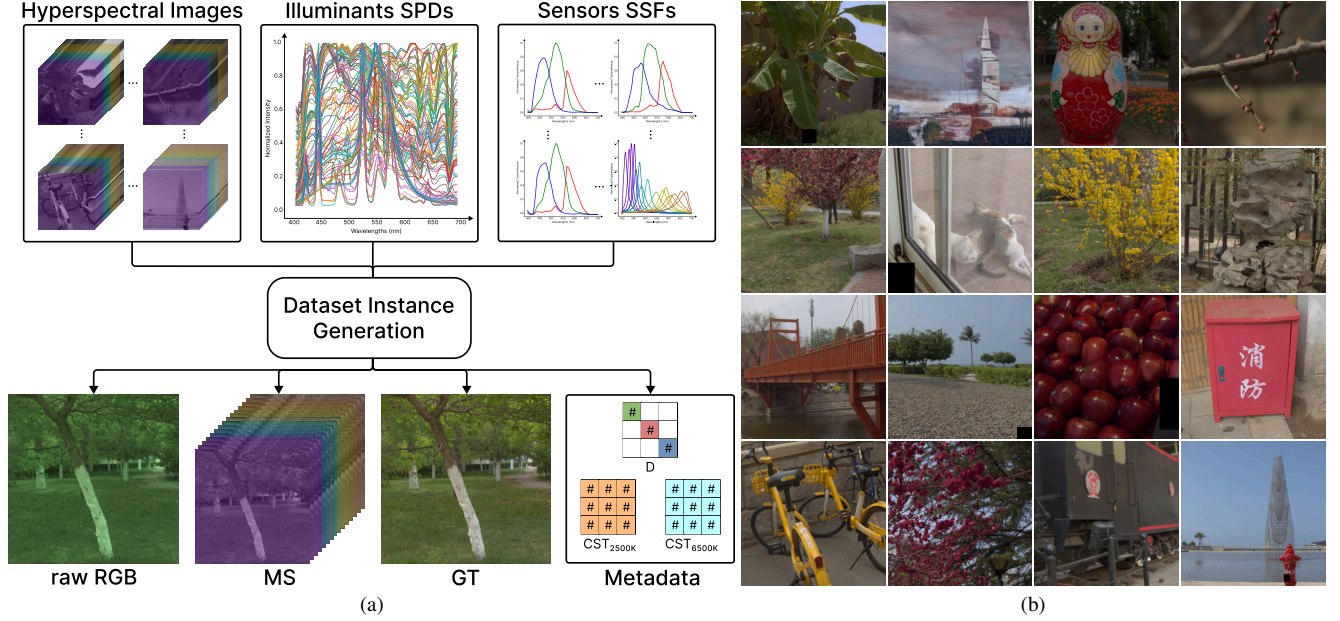 Hyperspectral Images
Illuminants SPDs
Sensors SSFs
...
...
Normalized Intensity
1.0
0.8
0.6
0.4
0.2
0.0
400 450 500 550 600 650 700
Wavelengths (nm)
...
...
Dataset Instance
Generation
raw RGB
MS
GT
#
#
#
D
# # #
# # #
# # #
CST2500K
# # #
# # #
# # #
CST6500K
Metadata
(a)
消
防
(b)